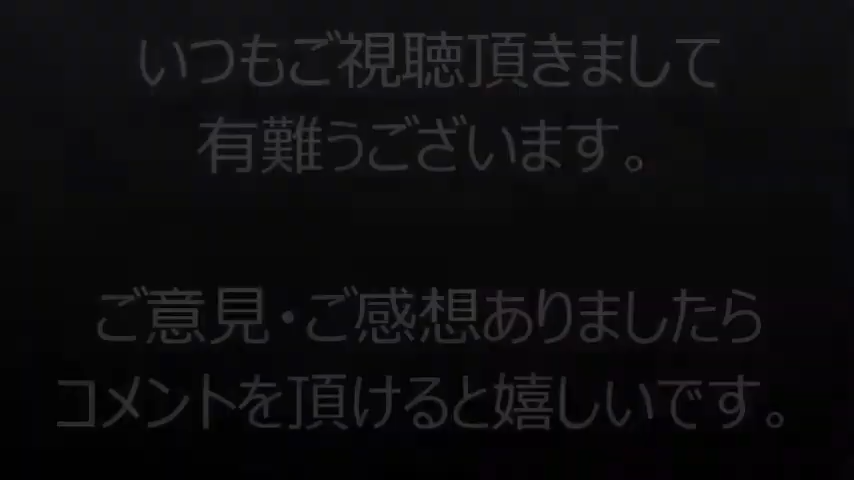 いつもご視聴頂きまして
有難うございます。
ご意見・ご感想ありましたら
コメントを頂けると嬉しいです。